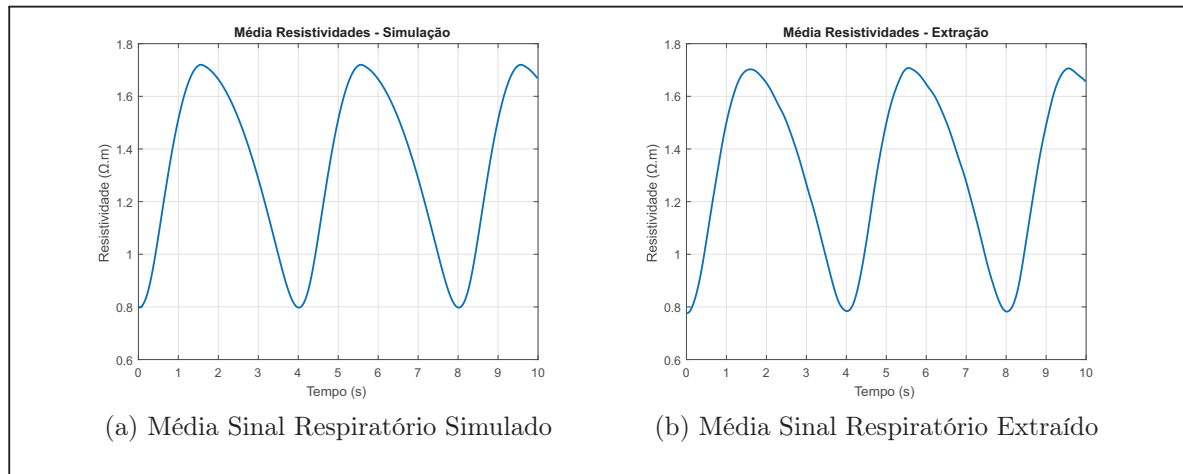 Média Resistividades - Simulação
1.8
1.6
1.4
1.2
1
0.8
0.6
Resistividade (Ω.m)
0 1 2 3 4 5 6 7 8 9 10
Tempo (s)
(a) Média Sinal Respiratório Simulado
Média Resistividades - Extração
1.8
1.6
1.4
1.2
1
0.8
0.6
Resistividade (Ω.m)
0 1 2 3 4 5 6 7 8 9 10
Tempo (s)
(b) Média Sinal Respiratório Extraído